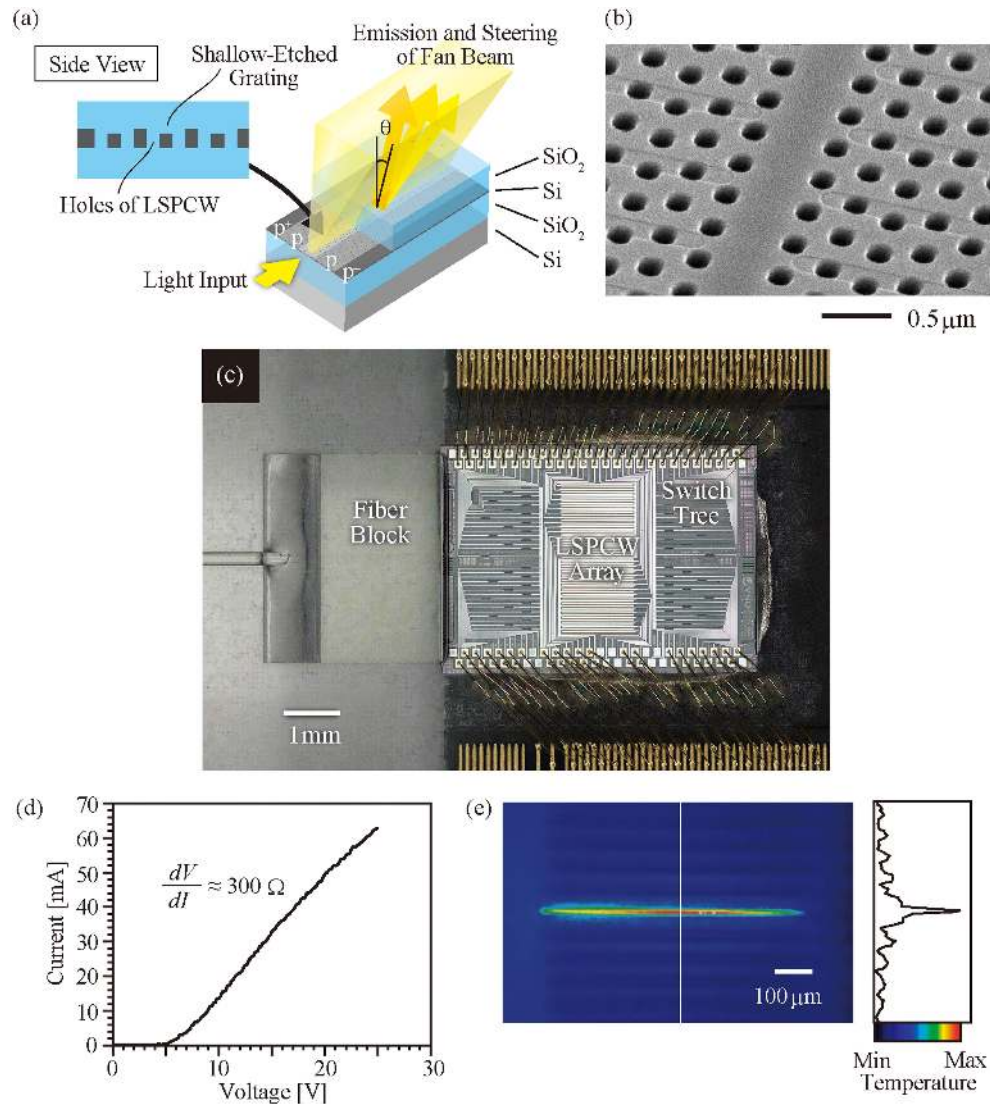 (a)
Side View
Shallow-Etched
Grating
Holes of LSPCW
Emission and Steering
of Fan Beam
θ
SiO₂
Si
SiO₂
Si
p⁺
p
p
p⁻
Light Input
(b)
0.5 μm
(c)
Fiber
Block
LSPCW
Array
Switch
Tree
1mm
(d)
70
60
50
40
30
20
10
0
Current [mA]
dV
dI
≈ 300 Ω
0
10
20
30
Voltage [V]
(e)
100 μm
Min
Max
Temperature